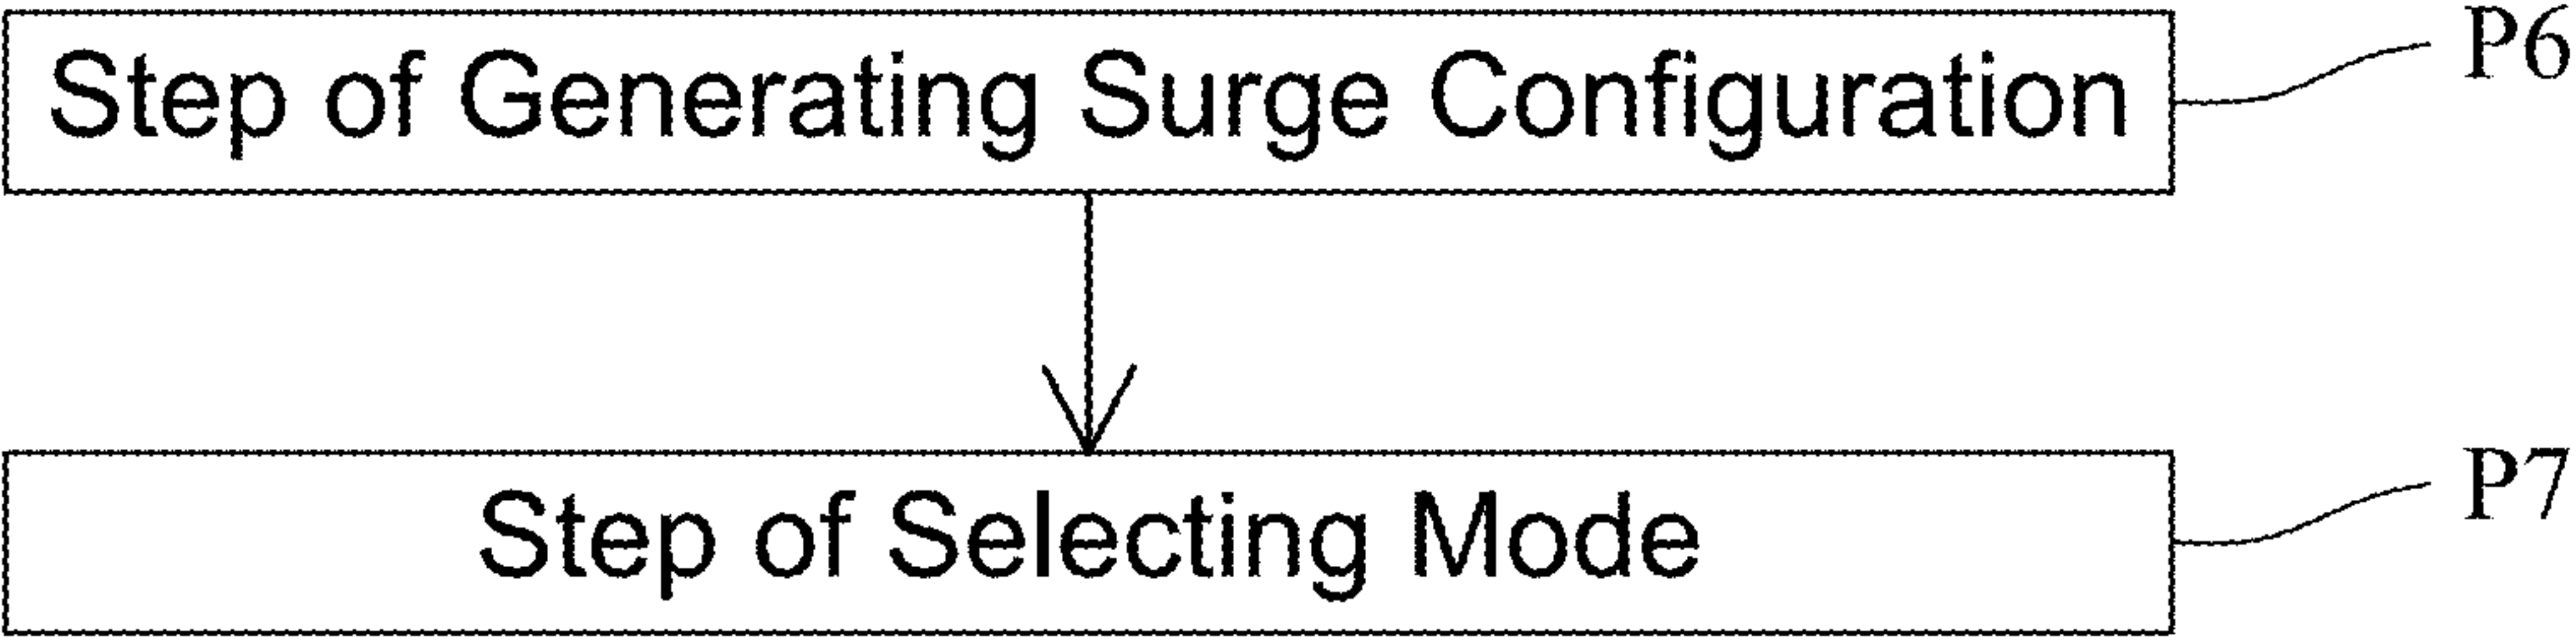 Step of Generating Surge Configuration
P6
Step of Selecting Mode
P7